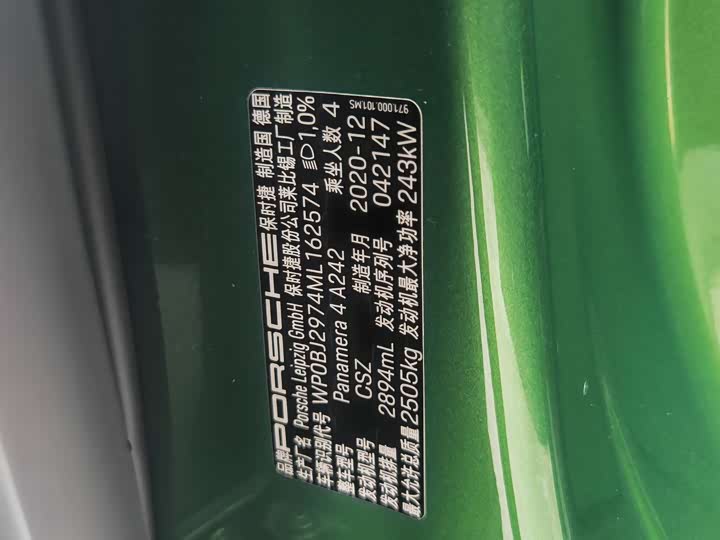 品牌 PORSCHE 保时捷 制造国 德国
生产厂名 Porsche Leipzig GmbH 保时捷股份公司莱比锡工厂制造
车辆识别代号 WP0BJ2974ML162574 1,0%
整车型号 Panamera 4 A242 乘坐人数 4
发动机型号 CSZ 制造年月 2020-12
发动机排量 2894mL 发动机序列号 042147
最大允许总质量 2505kg 发动机最大净功率 243kW
971.000.101.MS